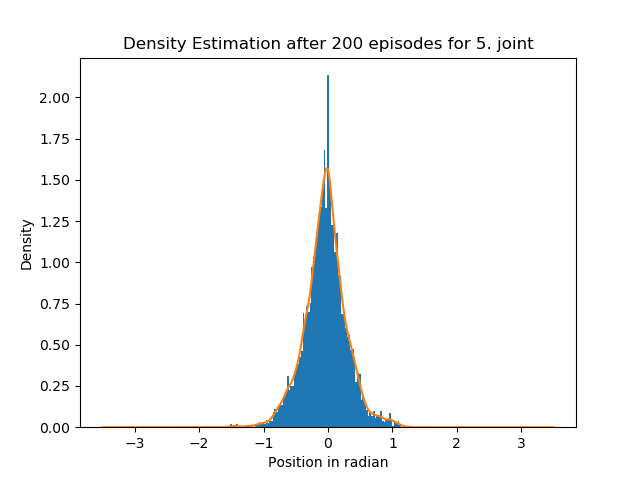 Density Estimation after 200 episodes for 5. joint
2.00
1.75
1.50
1.25
1.00
0.75
0.50
0.25
0.00
Density
−3 −2 −1 0 1 2 3
Position in radian